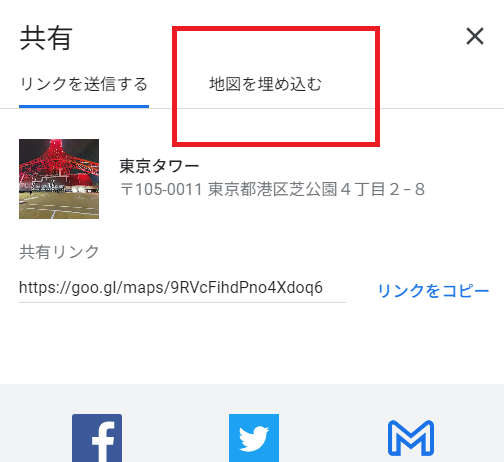 共有
リンクを送信する 地図を埋め込む
東京タワー
〒105-0011 東京都港区芝公園４丁目２−８
共有リンク
https://goo.gl/maps/9RVcFihdPno4Xdoq6 リンクをコピー